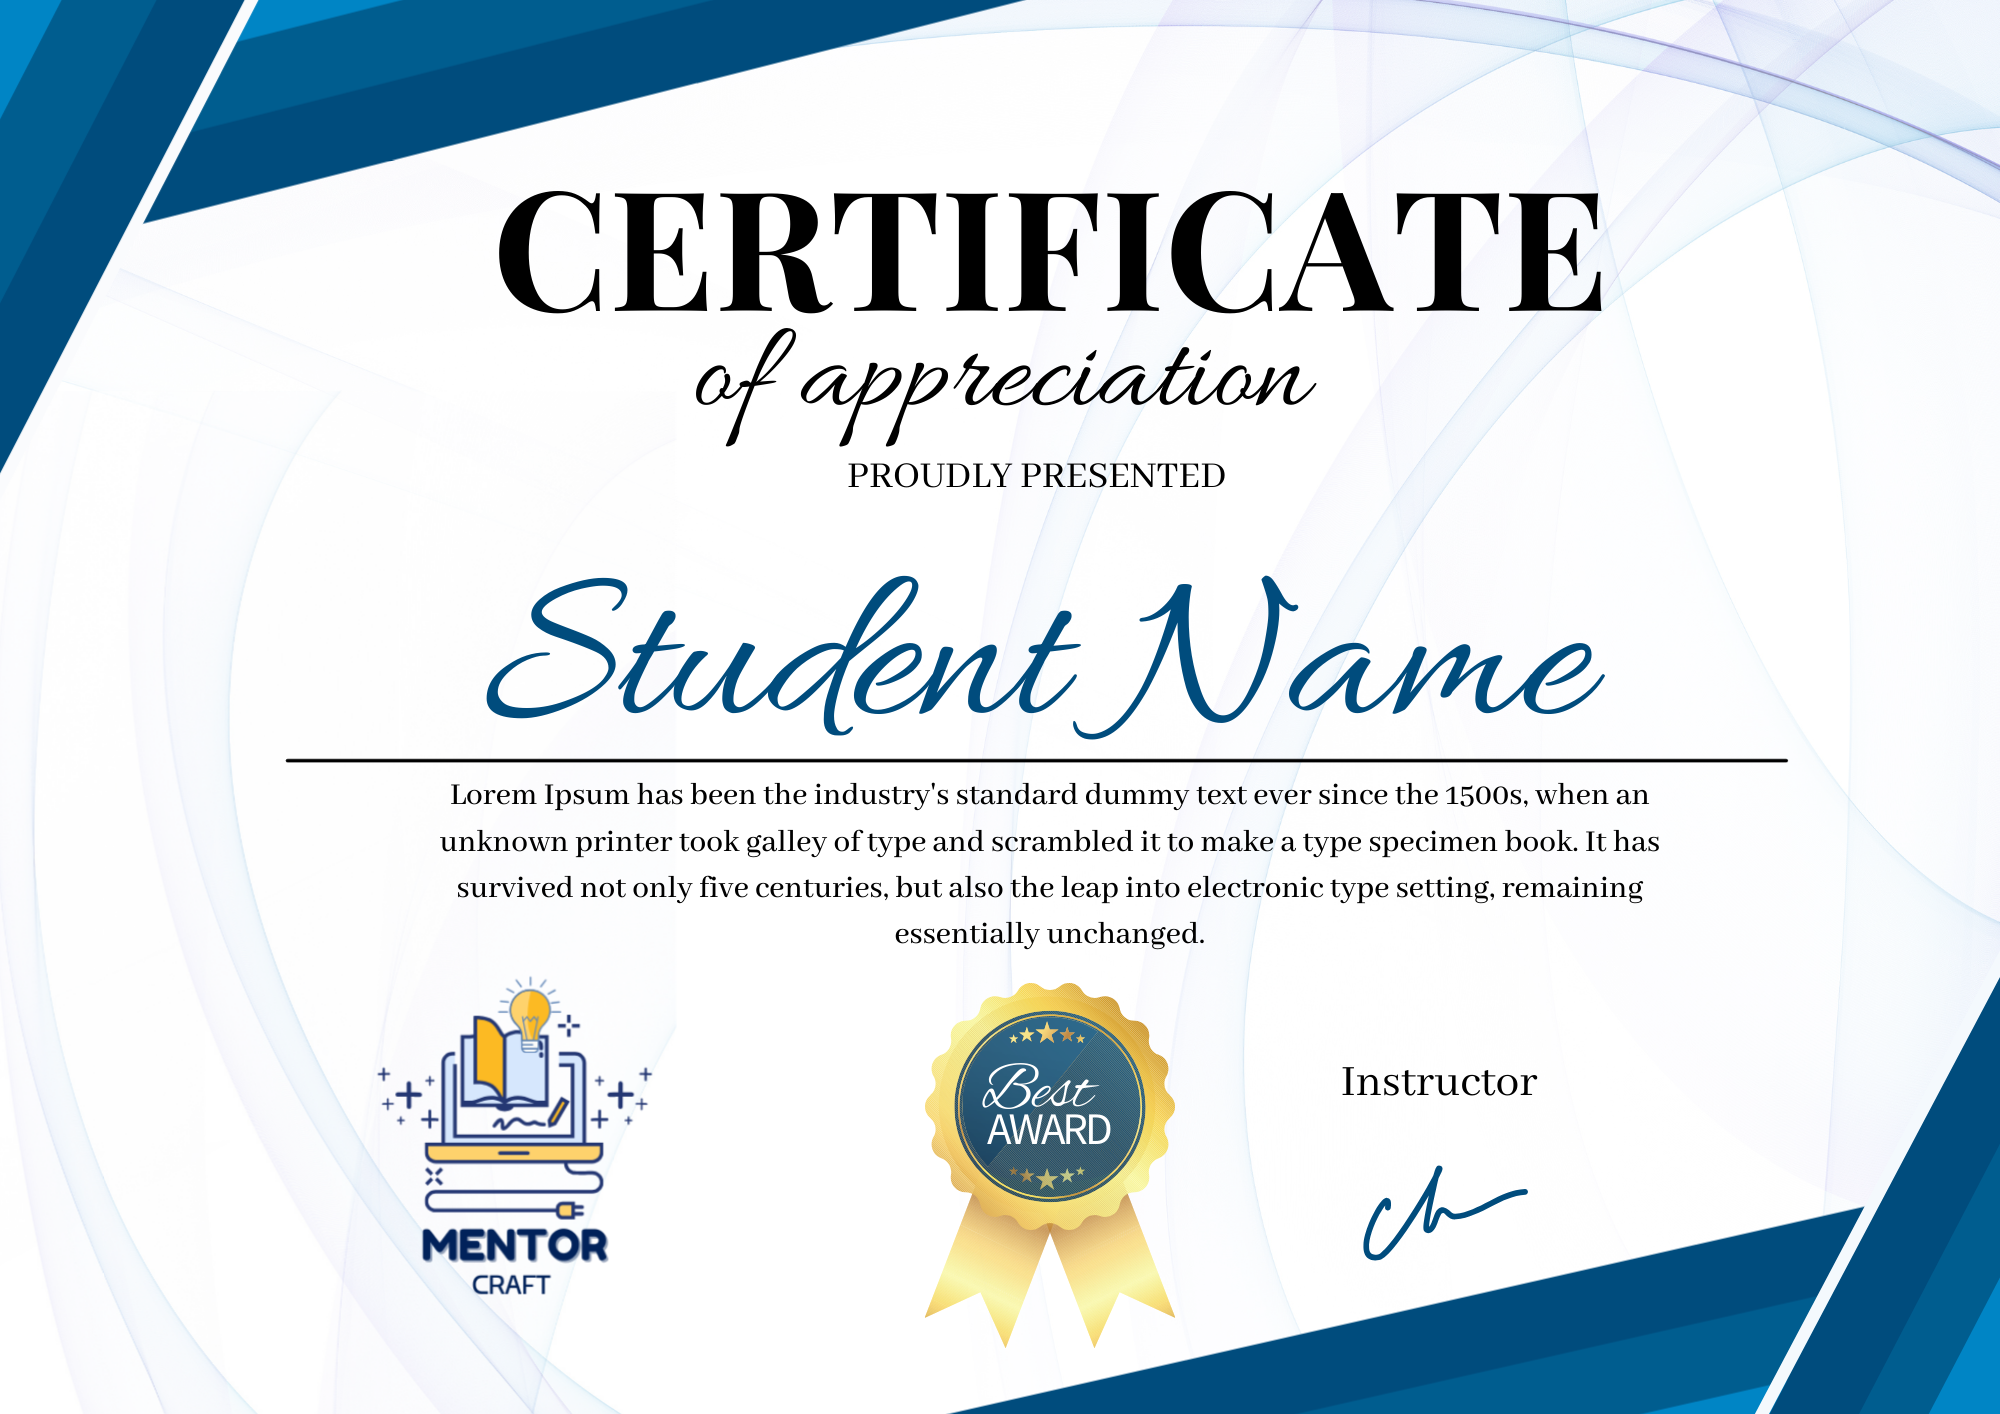 CERTIFICATE
of appreciation
PROUDLY PRESENTED
Student Name
Lorem Ipsum has been the industry's standard dummy text ever since the 1500s, when an
unknown printer took galley of type and scrambled it to make a type specimen book. It has
survived not only five centuries, but also the leap into electronic type setting, remaining
essentially unchanged.
MENTOR
CRAFT
Best
AWARD
Instructor